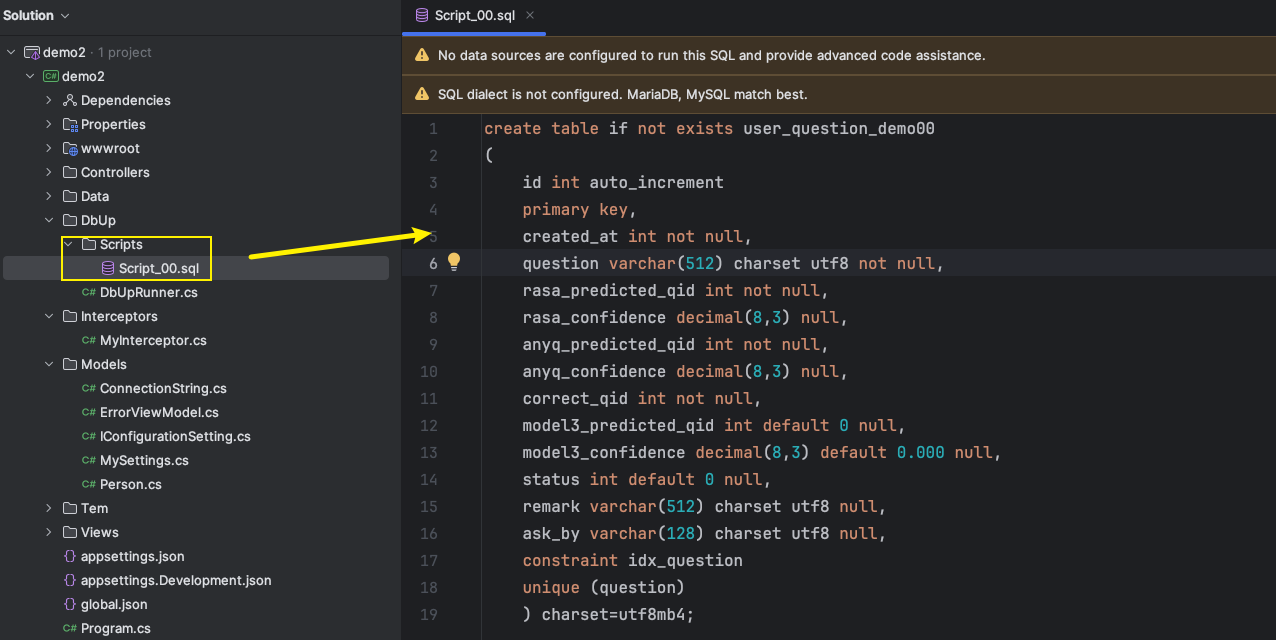 Solution
demo2 · 1 project
C# demo2
Dependencies
Properties
wwwroot
Controllers
Data
DbUp
Scripts
Script_00.sql
C# DbUpRunner.cs
Interceptors
C# MyInterceptor.cs
Models
C# ConnectionString.cs
C# ErrorViewModel.cs
C# IConfigurationSetting.cs
C# MySettings.cs
C# Person.cs
Tem
Views
{} appsettings.json
{} appsettings.Development.json
{} global.json
C# Program.cs
Script_00.sql ×
No data sources are configured to run this SQL and provide advanced code assistance.
SQL dialect is not configured. MariaDB, MySQL match best.
1 create table if not exists user_question_demo00
2 (
3 id int auto_increment
4 primary key,
5 created_at int not null,
6 question varchar(512) charset utf8 not null,
7 rasa_predicted_qid int not null,
8 rasa_confidence decimal(8,3) null,
9 anyq_predicted_qid int not null,
10 anyq_confidence decimal(8,3) null,
11 correct_qid int not null,
12 model3_predicted_qid int default 0 null,
13 model3_confidence decimal(8,3) default 0.000 null,
14 status int default 0 null,
15 remark varchar(512) charset utf8 null,
16 ask_by varchar(128) charset utf8 null,
17 constraint idx_question
18 unique (question)
19 ) charset=utf8mb4;